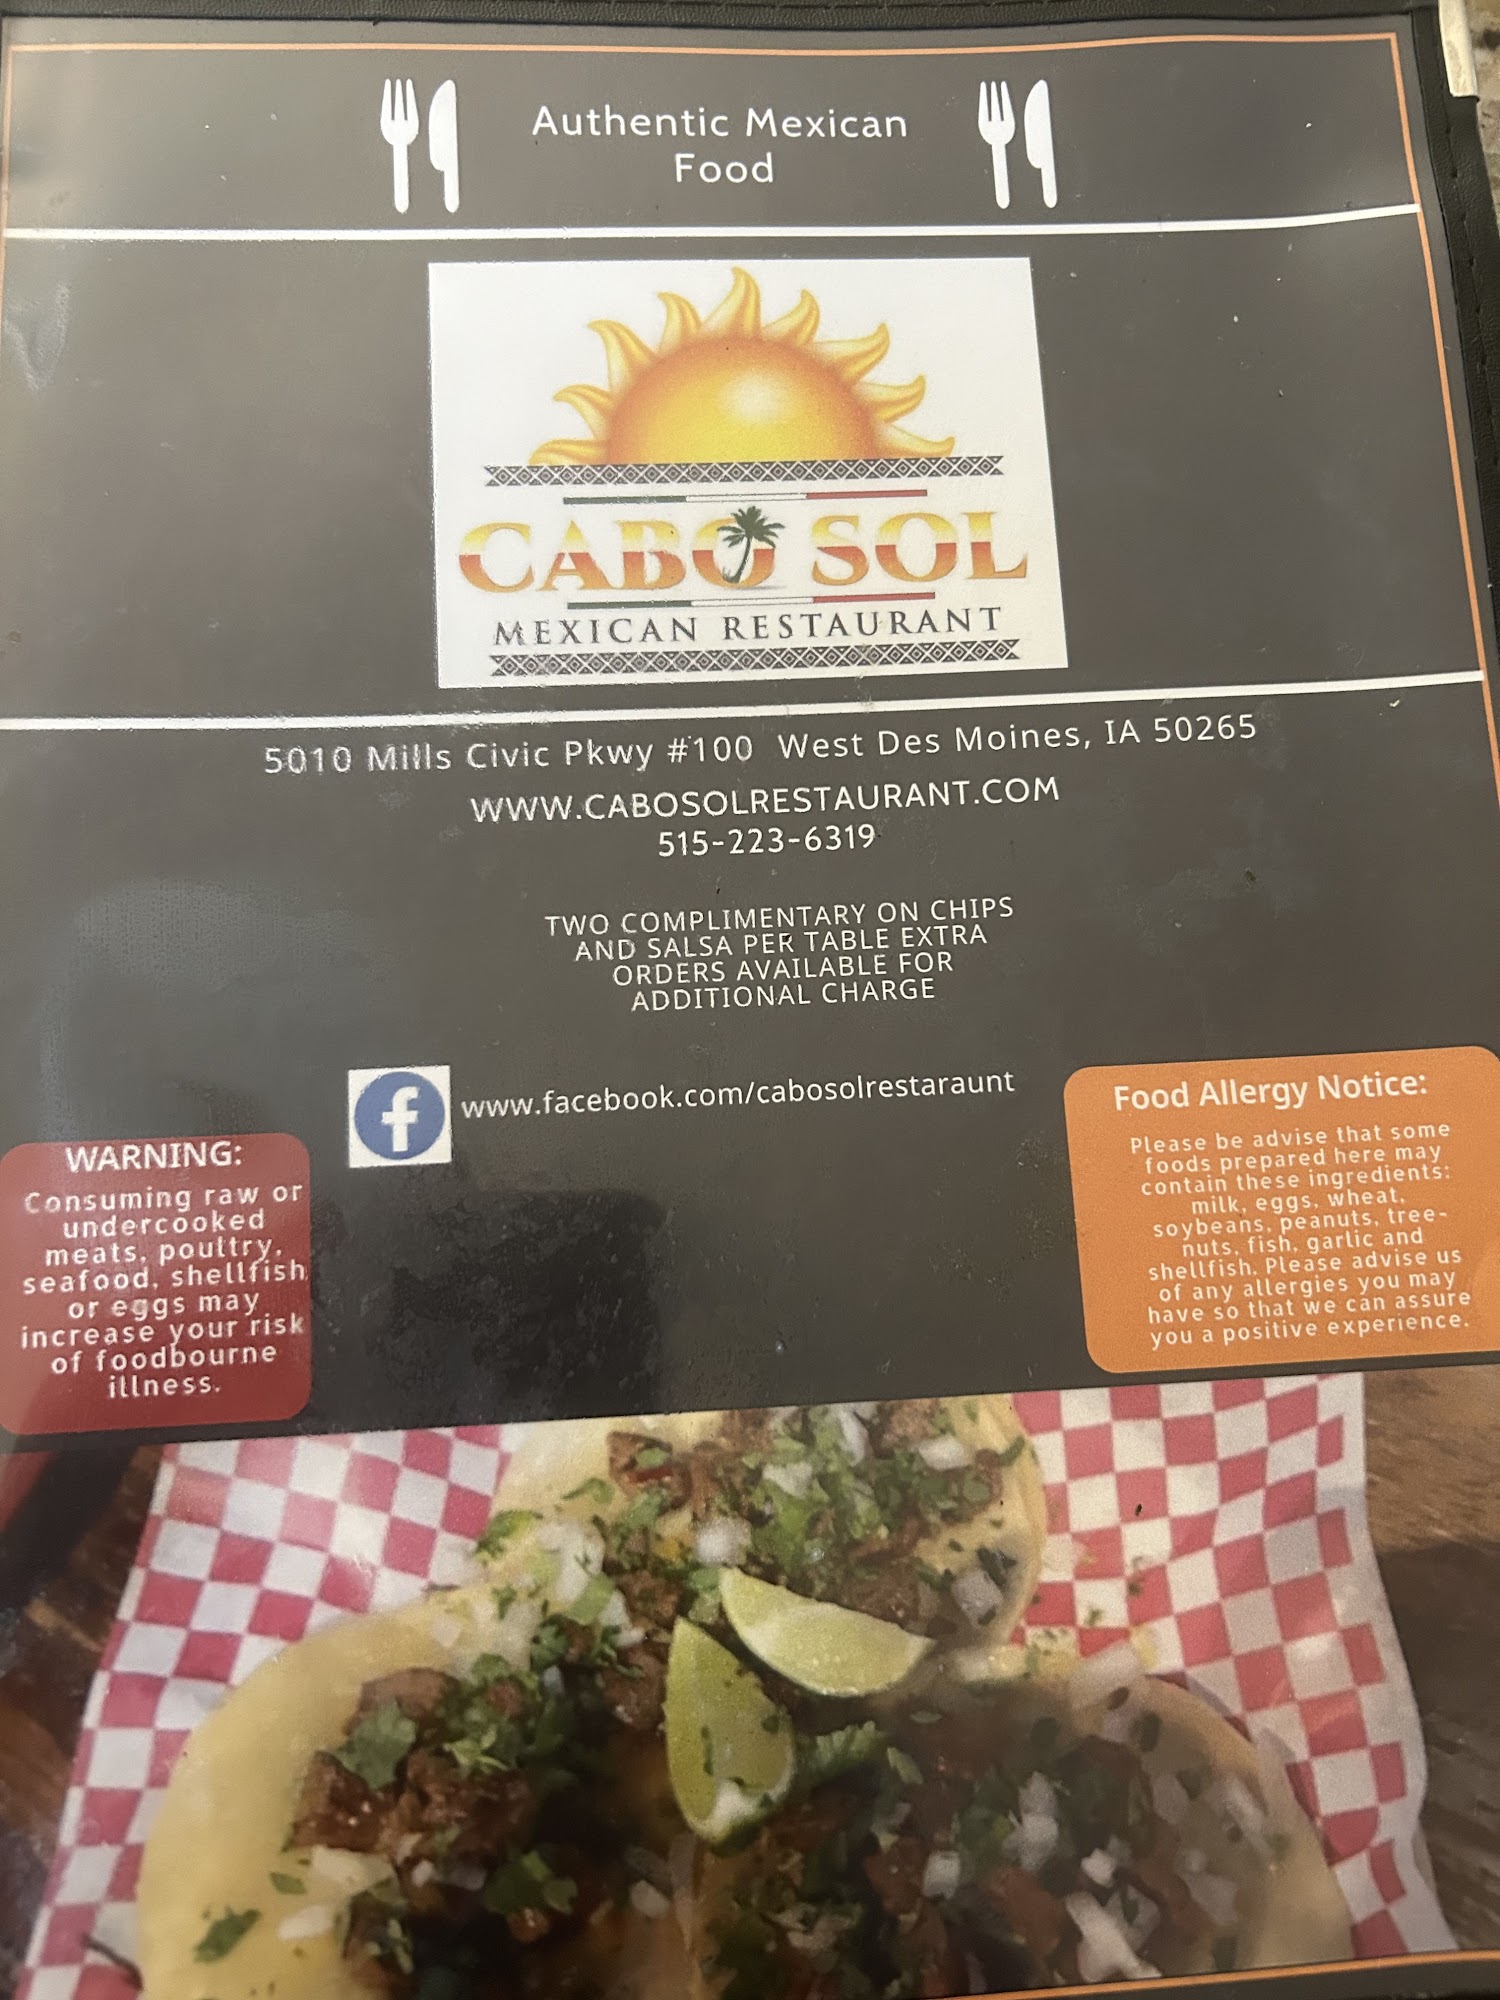 Authentic Mexican
Food
CABO SOL
MEXICAN RESTAURANT
5010 Mills Civic Pkwy #100 West Des Moines, IA 50265
WWW.CABOSOLRESTAURANT.COM
515-223-6319
TWO COMPLIMENTARY ON CHIPS
AND SALSA PER TABLE EXTRA
ORDERS AVAILABLE FOR
ADDITIONAL CHARGE
f www.facebook.com/cabosolrestaraunt
WARNING:
Consuming raw or
undercooked
meats, poultry,
seafood, shellfish
or eggs may
increase your risk
of foodbourne
illness.
Food Allergy Notice:
Please be advise that some
foods prepared here may
contain these ingredients:
milk, eggs, wheat,
soybeans, peanuts, tree-
nuts, fish, garlic and
shellfish. Please advise us
of any allergies you may
have so that we can assure
you a positive experience.